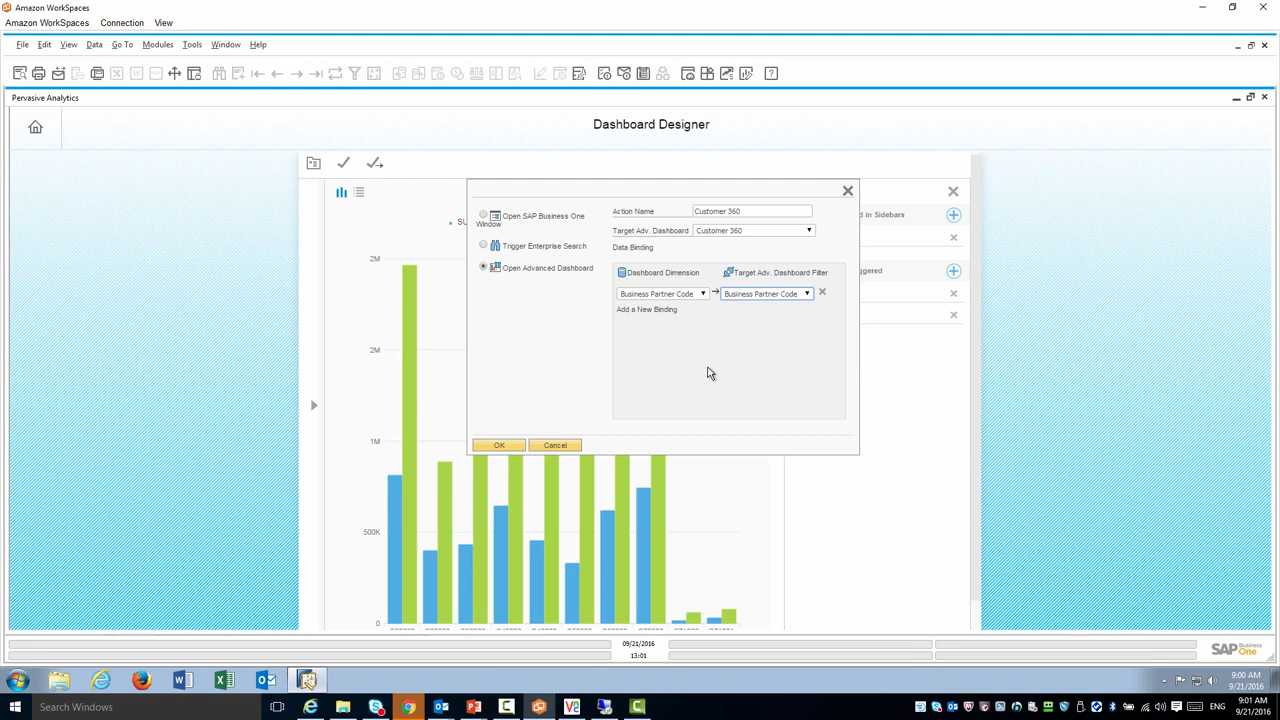 Amazon WorkSpaces
Amazon WorkSpaces Connection View
File Edit View Data Go To Modules Tools Window Help
Pervasive Analytics
Dashboard Designer
Open SAP Business One
Window
Trigger Enterprise Search
Open Advanced Dashboard
Action Name Customer 360
Target Adv. Dashboard Customer 360
Data Binding
Dashboard Dimension Target Adv. Dashboard Filter
Business Partner Code Business Partner Code
Add a New Binding
OK Cancel
d in Sidebars
ggered
2M
2M
1M
500K
0
09/21/2016
13:01
SAP Business One
9:00 AM
9/21/2016
Search Windows
ENG
9:01 AM
9/21/2016